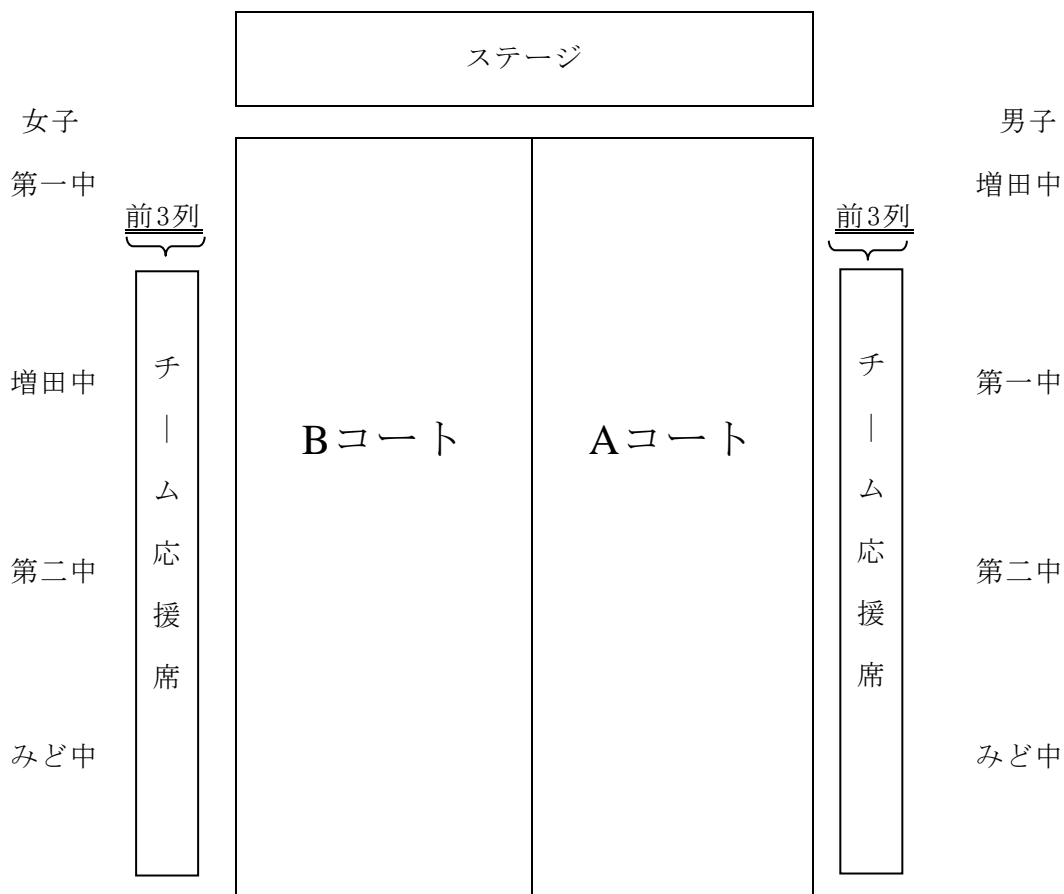 ステージ
女子
男子
第一中
増田中
前3列
前3列
増田中
第一中
チーム応援席
Bコート
Aコート
チーム応援席
第二中
第二中
みど中
みど中